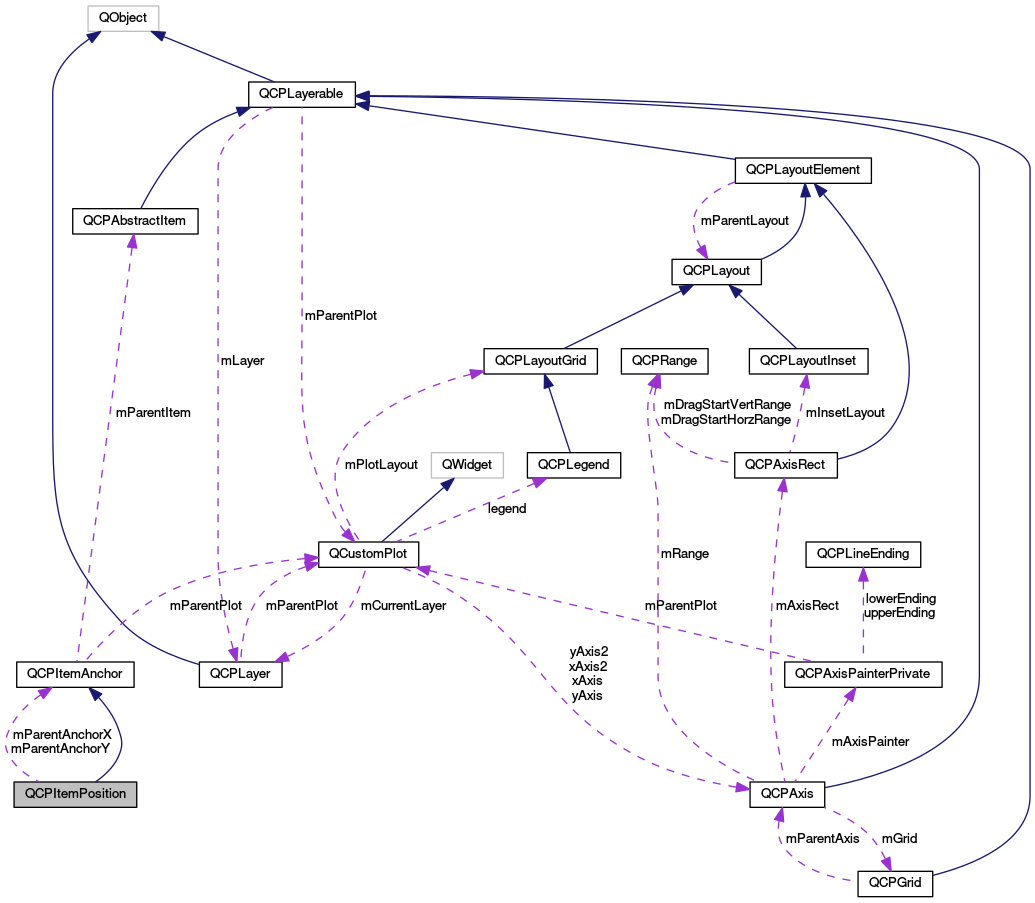 QObject
QCPLayerable
QCPLayoutElement
QCPAbstractItem
mParentLayout
QCPLayout
mParentPlot
mLayer
QCPLayoutGrid
QCPRange
QCPLayoutInset
mParentItem
mDragStartVertRange
mDragStartHorzRange
mInsetLayout
mPlotLayout
QWidget
QCPLegend
QCPAxisRect
legend
QCustomPlot
QCPLineEnding
mRange
mParentPlot
mParentPlot
mCurrentLayer
mParentPlot
mAxisRect
lowerEnding
upperEnding
yAxis2
xAxis2
xAxis
yAxis
QCPItemAnchor
QCPLayer
QCPAxisPainterPrivate
mParentAnchorX
mParentAnchorY
mAxisPainter
QCPItemPosition
QCPAxis
mParentAxis
mGrid
QCPGrid